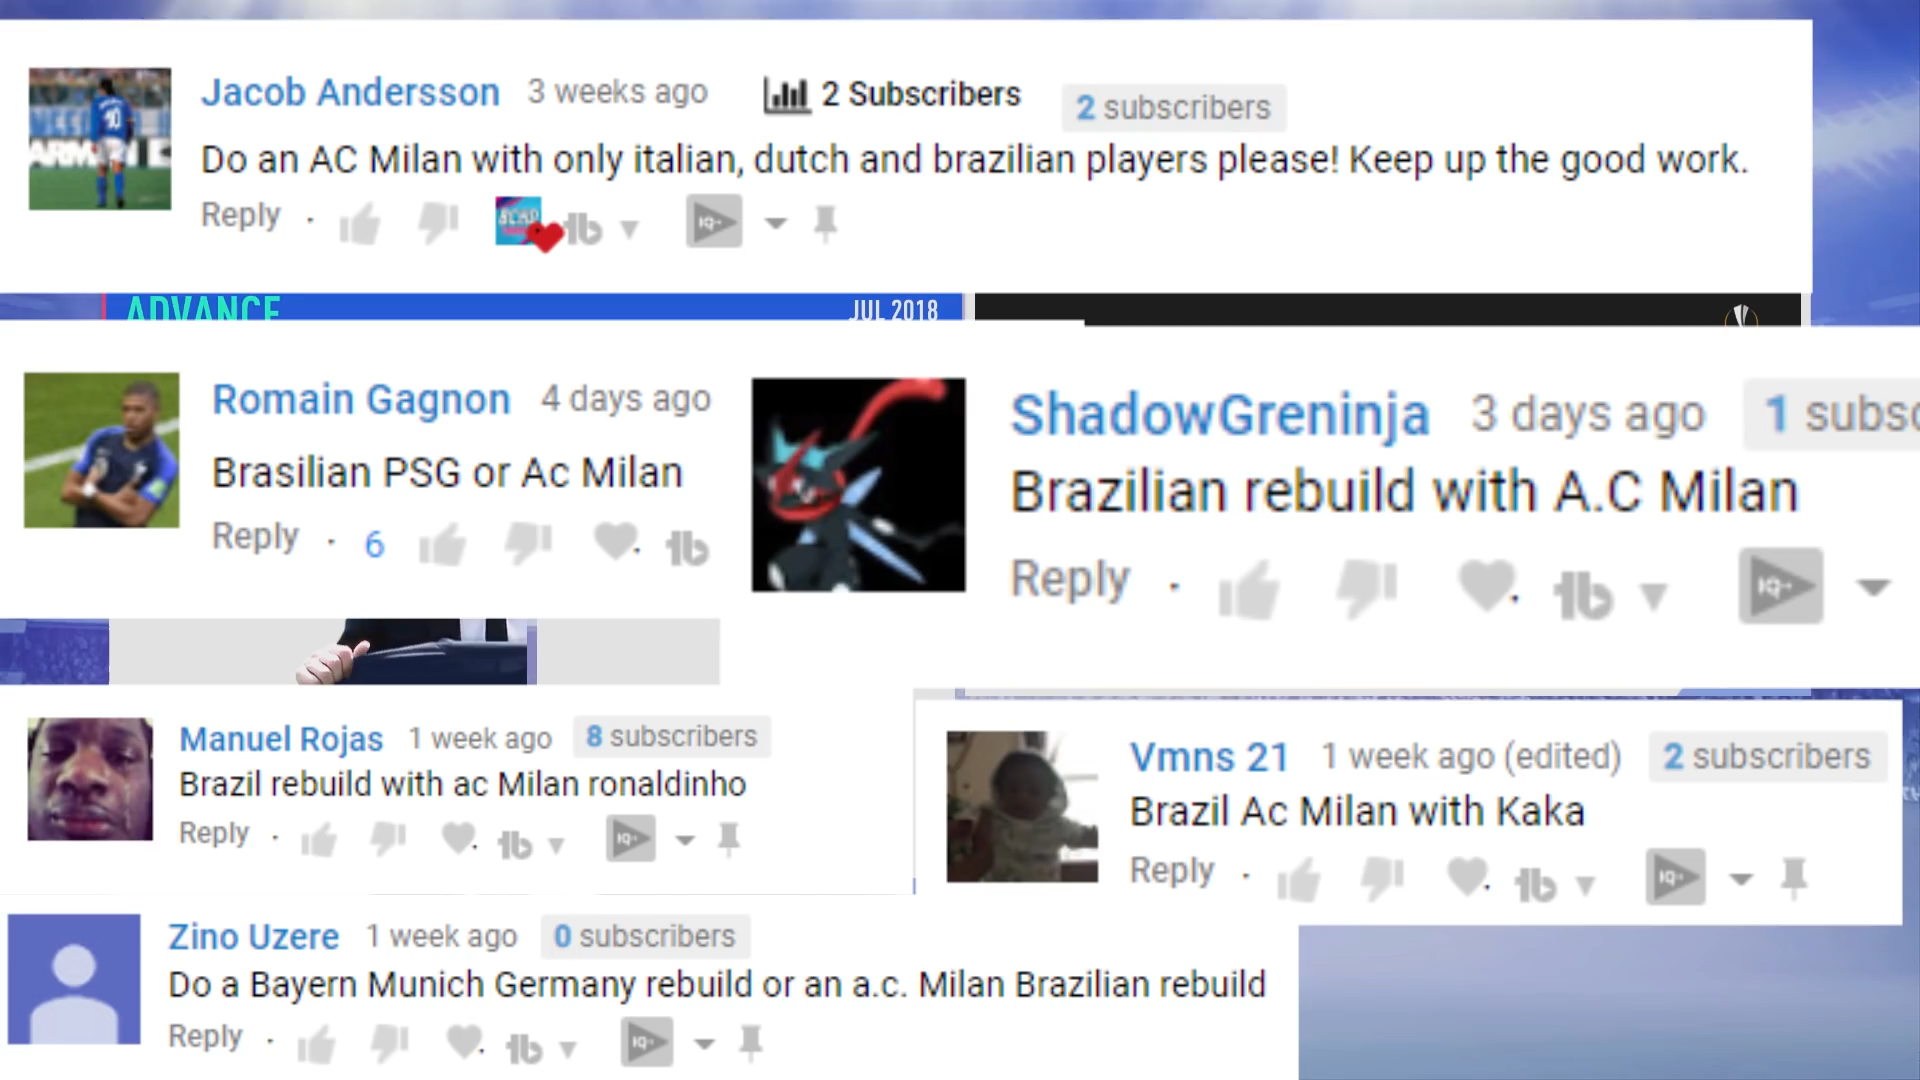 Jacob Andersson 3 weeks ago 2 Subscribers 2 subscribers
Do an AC Milan with only italian, dutch and brazilian players please! Keep up the good work.
Reply
ADVANCE JUL 2018
Romain Gagnon 4 days ago
Brasilian PSG or Ac Milan
Reply · 6
ShadowGreninja 3 days ago 1
Brazilian rebuild with A.C Milan
Reply
Manuel Rojas 1 week ago 8 subscribers
Brazil rebuild with ac Milan ronaldinho
Reply
Vmns 21 1 week ago (edited) 2 subscribers
Brazil Ac Milan with Kaka
Reply
Zino Uzere 1 week ago 0 subscribers
Do a Bayern Munich Germany rebuild or an a.c. Milan Brazilian rebuild
Reply